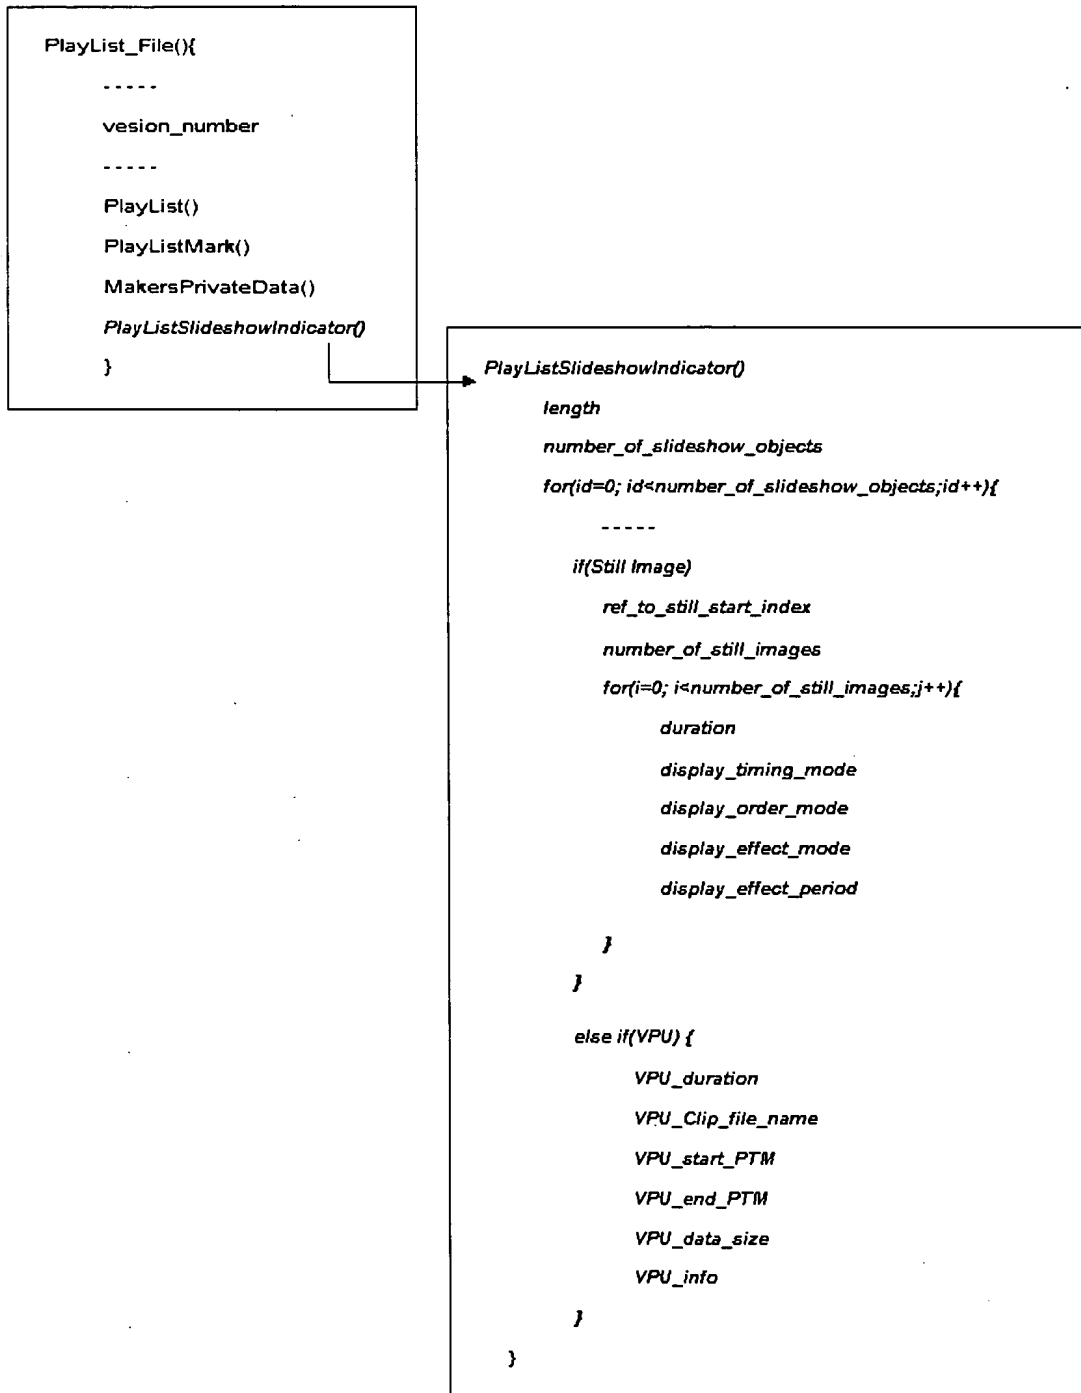 PlayList_File(){
-----
vesion_number
-----
PlayList()
PlayListMark()
MakersPrivateData()
PlayListSlideshowIndicator()
}
PlayListSlideshowIndicator()
length
number_of_slideshow_objects
for(id=0; id<number_of_slideshow_objects;id++){
-----
if(Still Image)
ref_to_still_start_index
number_of_still_images
for(i=0; i<number_of_still_images;j++){
duration
display_timing_mode
display_order_mode
display_effect_mode
display_effect_period
}
}
else if(VPU) {
VPU_duration
VPU_Clip_file_name
VPU_start_PTM
VPU_end_PTM
VPU_data_size
VPU_info
}
}